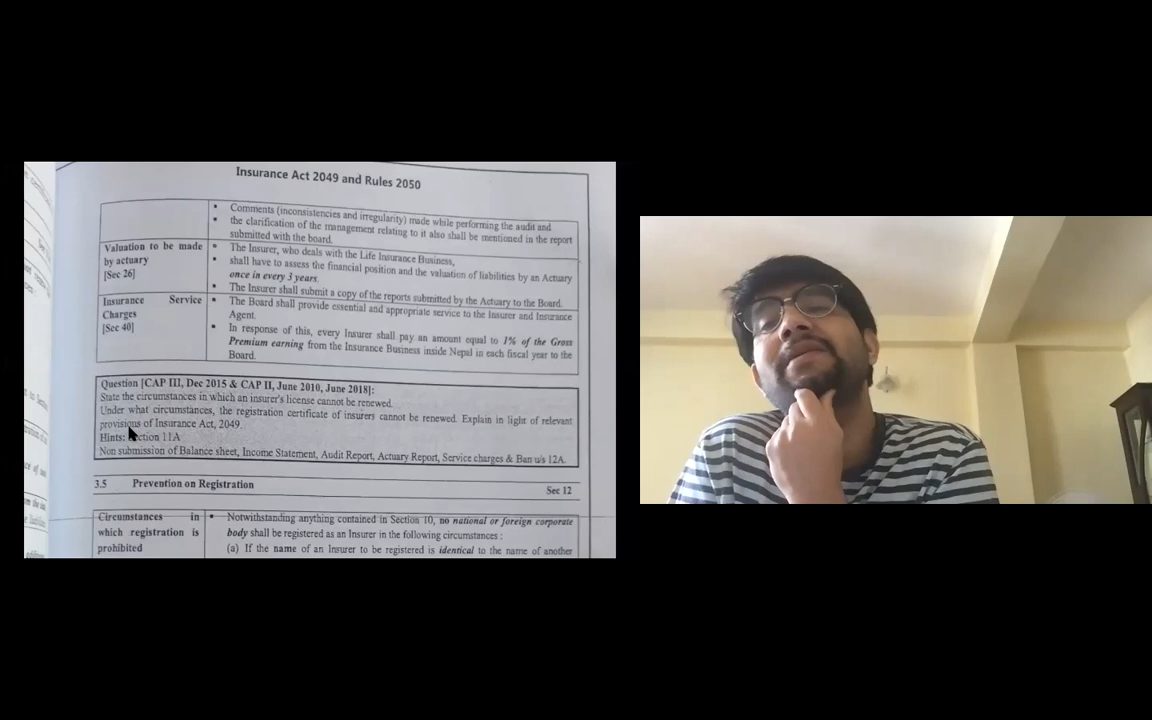 Insurance Act 2049 and Rules 2050
• Comments (inconsistencies and irregularity) made while performing the audit and
• the clarification of the management relating to it also shall be mentioned in the report
submitted with the board.
Valuation to be made
by actuary
[Sec 26]
• The Insurer, who deals with the Life Insurance Business,
• shall have to assess the financial position and the valuation of liabilities by an Actuary
once in every 3 years.
• The Insurer shall submit a copy of the reports submitted by the Actuary to the Board.
Insurance Service
Charges
[Sec 40]
• The Board shall provide essential and appropriate service to the Insurer and Insurance
Agent.
• In response of this, every Insurer shall pay an amount equal to 1% of the Gross
Premium earning from the Insurance Business inside Nepal in each fiscal year to the
Board.
Question [CAP III, Dec 2015 & CAP II, June 2010, June 2018]:
State the circumstances in which an insurer's license cannot be renewed.
Under what circumstances, the registration certificate of insurers cannot be renewed. Explain in light of relevant
provisions of Insurance Act, 2049.
Hints: Section 11A
Non submission of Balance sheet, Income Statement, Audit Report, Actuary Report, Service charges & Ban u/s 12A.
3.5 Prevention on Registration Sec 12
Circumstances in
which registration is
prohibited
• Notwithstanding anything contained in Section 10, no national or foreign corporate
body shall be registered as an Insurer in the following circumstances :
(a) If the name of an Insurer to be registered is identical to the name of another